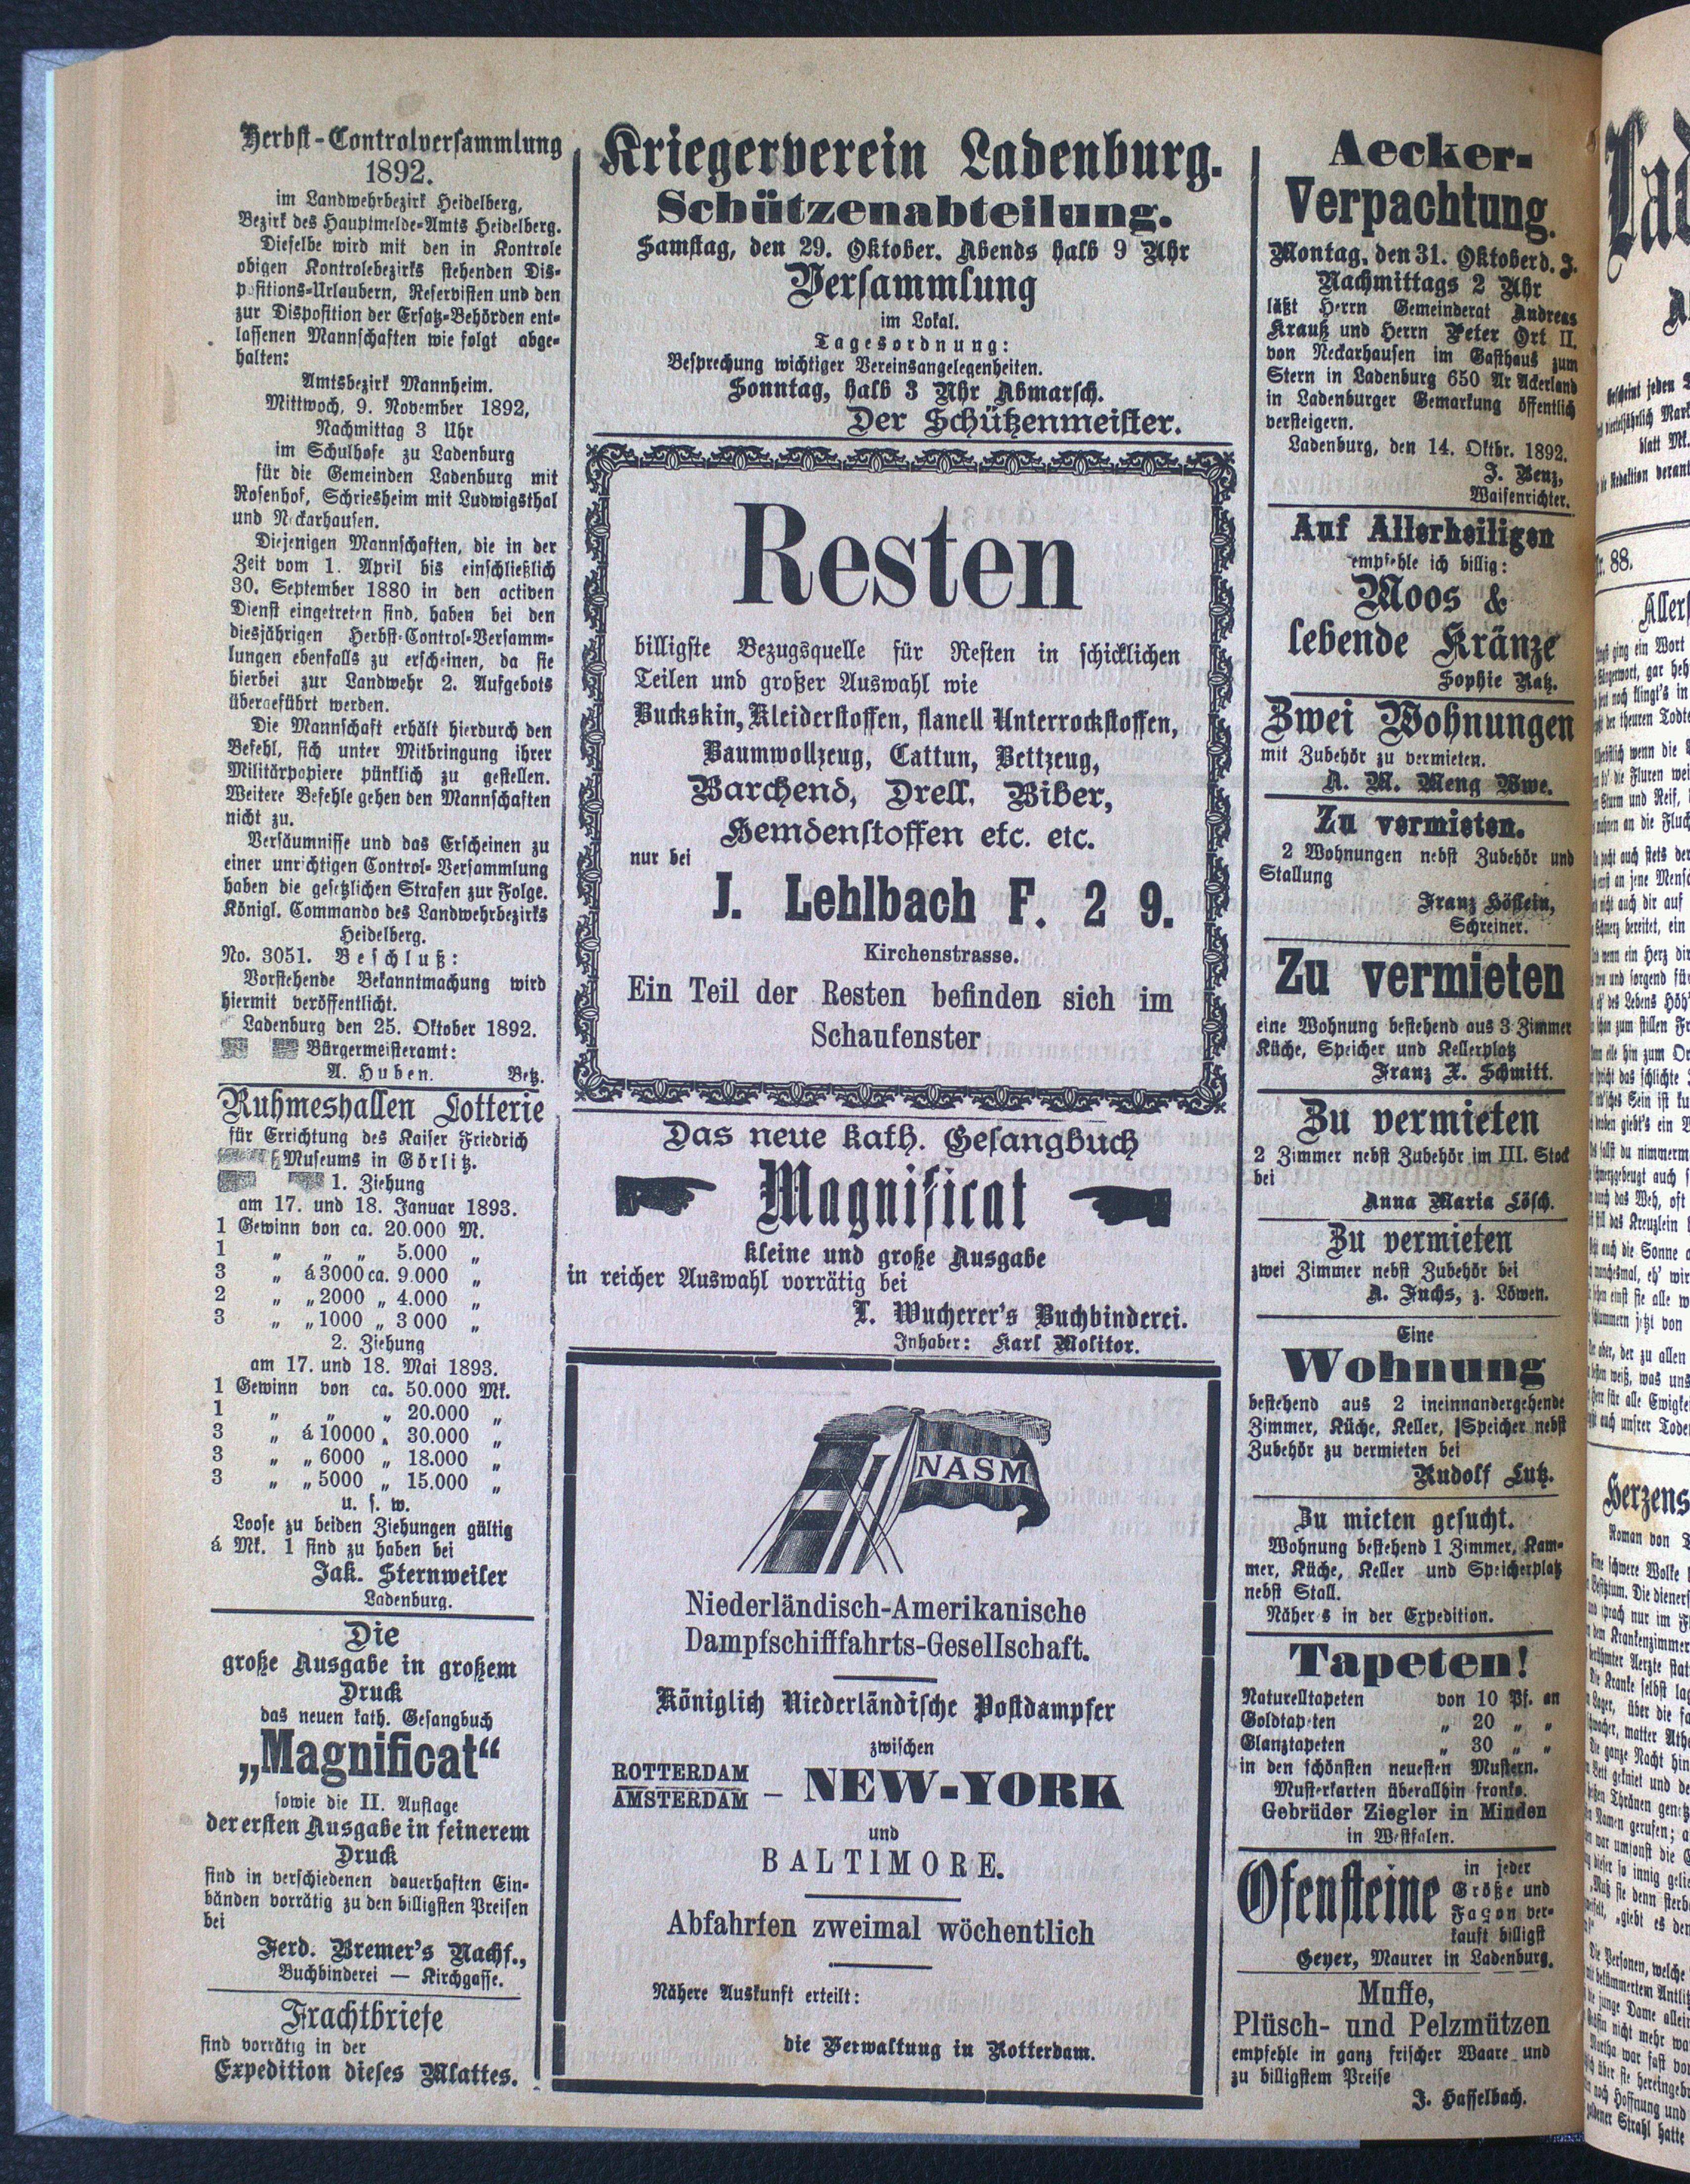 Herbst-Controlversammlung
1892.
im Landwehrbezirk Heidelberg,
Bezirk des Hauptmelde-Amts Heidelberg.
Dieselbe wird mit den in Kontrole
obigen Kontrolebezirks stehenden Dis-
positions-Urlaubern, Reservisten und den
zur Disposition der Ersatz-Behörden ent-
lassenen Mannschaften wie folgt abge-
halten:
Amtsbezirk Mannheim.
Mittwoch, 9. November 1892,
Nachmittag 3 Uhr
im Schulhofe zu Ladenburg
für die Gemeinden Ladenburg mit
Rosenhof, Schriesheim mit Ludwigsthal
und Neckarhausen.
Diejenigen Mannschaften, die in der
Zeit vom 1. April bis einschließlich
30. September 1880 in den activen
Dienst eingetreten sind, haben bei den
diesjährigen Herbst-Control-Versamm-
lungen ebenfalls zu erscheinen, da sie
hierbei zur Landwehr 2. Aufgebots
übergeführt werden.
Die Mannschaft erhält hierdurch den
Befehl, sich unter Mitbringung ihrer
Militärpapiere pünklich zu gestellen.
Weitere Befehle gehen den Mannschaften
nicht zu.
Versäumnisse und das Erscheinen zu
einer unrichtigen Control-Versammlung
haben die gesetzlichen Strafen zur Folge.
Königl. Commando des Landwehrbezirks
Heidelberg.
No. 3051. Beschluß:
Vorstehende Bekanntmachung wird
hiermit veröffentlicht.
Ladenburg den 25. Oktober 1892.
Bürgermeisteramt:
A. Huben. Betz.
Ruhmeshallen Lotterie
für Errichtung des Kaiser Friedrich
Museums in Görlitz.
1. Ziehung
am 17. und 18. Januar 1893.
1 Gewinn von ca. 20.000 M.
1 „ „ „ 5.000 „
3 „ á 3000 ca. 9.000 „
2 „ „ 2000 „ 4.000 „
3 „ „ 1000 „ 3 000 „
2. Ziehung
am 17. und 18. Mai 1893.
1 Gewinn von ca. 50.000 Mk.
1 „ „ „ 20.000 „
3 „ á 10000 „ 30.000 „
3 „ „ 6000 „ 18.000 „
3 „ „ 5000 „ 15.000 „
u. s. w.
Loose zu beiden Ziehungen gültig
á Mk. 1 sind zu haben bei
Jak. Sternweiler
Ladenburg.
Die
große Ausgabe in großem
Druck
das neuen kath. Gesangbuch
„Magnificat“
sowie die II. Auflage
der ersten Ausgabe in feinerem
Druck
sind in verschiedenen dauerhaften Ein-
bänden vorrätig zu den billigsten Preisen
bei
Ferd. Bremer's Nachf.,
Buchbinderei — Kirchgasse.
Frachtbriefe
sind vorrätig in der
Expedition dieses Blattes.
Kriegerverein Ladenburg.
Schützenabteilung.
Samstag, den 29. Oktober. Abends halb 9 Uhr
Versammlung
im Lokal.
Tagesordnung:
Besprechung wichtiger Vereinsangelegenheiten.
Sonntag, halb 3 Uhr Abmarsch.
Der Schützenmeister.
Resten
billigste Bezugsquelle für Resten in schicklichen
Teilen und großer Auswahl wie
Buckskin, Kleiderstoffen, flanell Unterrockstoffen,
Baumwollzeug, Cattun, Bettzeug,
Barchend, Drell, Biber,
Hemdenstoffen etc. etc.
nur bei
J. Lehlbach F. 2 9.
Kirchenstrasse.
Ein Teil der Resten befinden sich im
Schaufenster
Das neue kath. Gesangbuch
Magnificat
kleine und große Ausgabe
in reicher Auswahl vorrätig bei
T. Wucherer's Buchbinderei.
Inhaber: Karl Molitor.
NASM
Niederländisch-Amerikanische
Dampfschifffahrts-Gesellschaft.
Königlich Niederländische Postdampfer
zwischen
ROTTERDAM
AMSTERDAM – NEW-YORK
und
BALTIMORE.
Abfahrten zweimal wöchentlich
Nähere Auskunft erteilt:
die Verwaltung in Rotterdam.
Aecker-
Verpachtung.
Montag, den 31. Oktober d. J.
Nachmittags 2 Uhr
läßt Herrn Gemeinderat Andreas
Krauß und Herrn Peter Ort II.
von Neckarhausen im Gasthaus zum
Stern in Ladenburg 650 Ar Ackerland
in Ladenburger Gemarkung öffentlich
versteigern.
Ladenburg, den 14. Oktbr. 1892.
J. Benz,
Waisenrichter.
Auf Allerheiligen
empfehle ich billig:
Moos &
lebende Kränze
Sophie Katz.
Zwei Wohnungen
mit Zubehör zu vermieten.
A. M. Meng Wwe.
Zu vermieten.
2 Wohnungen nebst Zubehör und
Stallung
Franz Höflein,
Schreiner.
Zu vermieten
eine Wohnung bestehend aus 3 Zimmer
Küche, Speicher und Kellerplatz
Franz X. Schmitt.
Zu vermieten
2 Zimmer nebst Zubehör im III. Stock
bei
Anna Maria Lösch.
Zu vermieten
zwei Zimmer nebst Zubehör bei
A. Fuchs, z. Löwen.
Eine
Wohnung
bestehend aus 2 ineinnandergehende
Zimmer, Küche, Keller, Speicher nebst
Zubehör zu vermieten bei
Rudolf Lutz.
Zu mieten gesucht.
Wohnung bestehend 1 Zimmer, Kam-
mer, Küche, Keller und Speicherplatz
nebst Stall.
Näheres in der Expedition.
Tapeten!
Naturelltapeten von 10 Pf. an
Goldtapeten „ 20 „ „
Glanztapeten „ 30 „ „
in den schönsten neuesten Mustern.
Musterkarten überallhin franko.
Gebrüder Ziegler in Minden
in Westfalen.
Ofensteine in jeder
Größe und
Façon ver-
kauft billigst
Geyer, Maurer in Ladenburg.
Muffe,
Plüsch- und Pelzmützen
empfehle in ganz frischer Waare und
zu billigstem Preise
J. Hasselbach.
Nr. 88.